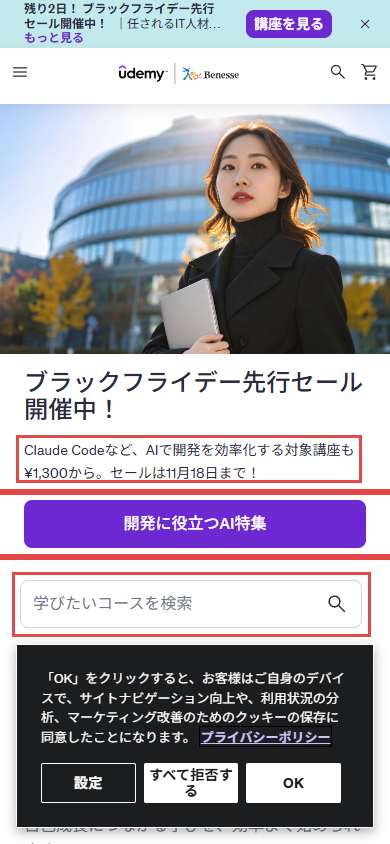 残り2日！ ブラックフライデー先行
セール開催中！ ｜任されるIT人材…
もっと見る
講座を見る
ûdemy
Benesse
ブラックフライデー先行セール
開催中！
Claude Codeなど、AIで開発を効率化する対象講座も
¥1,300から。セールは11月18日まで！
開発に役立つAI特集
学びたいコースを検索
「OK」をクリックすると、お客様はご自身のデバイ
スで、サイトナビゲーション向上や、利用状況の分
析、マーケティング改善のためのクッキーの保存に
同意したことになります。 プライバシーポリシー
設定
すべて拒否す
る
OK